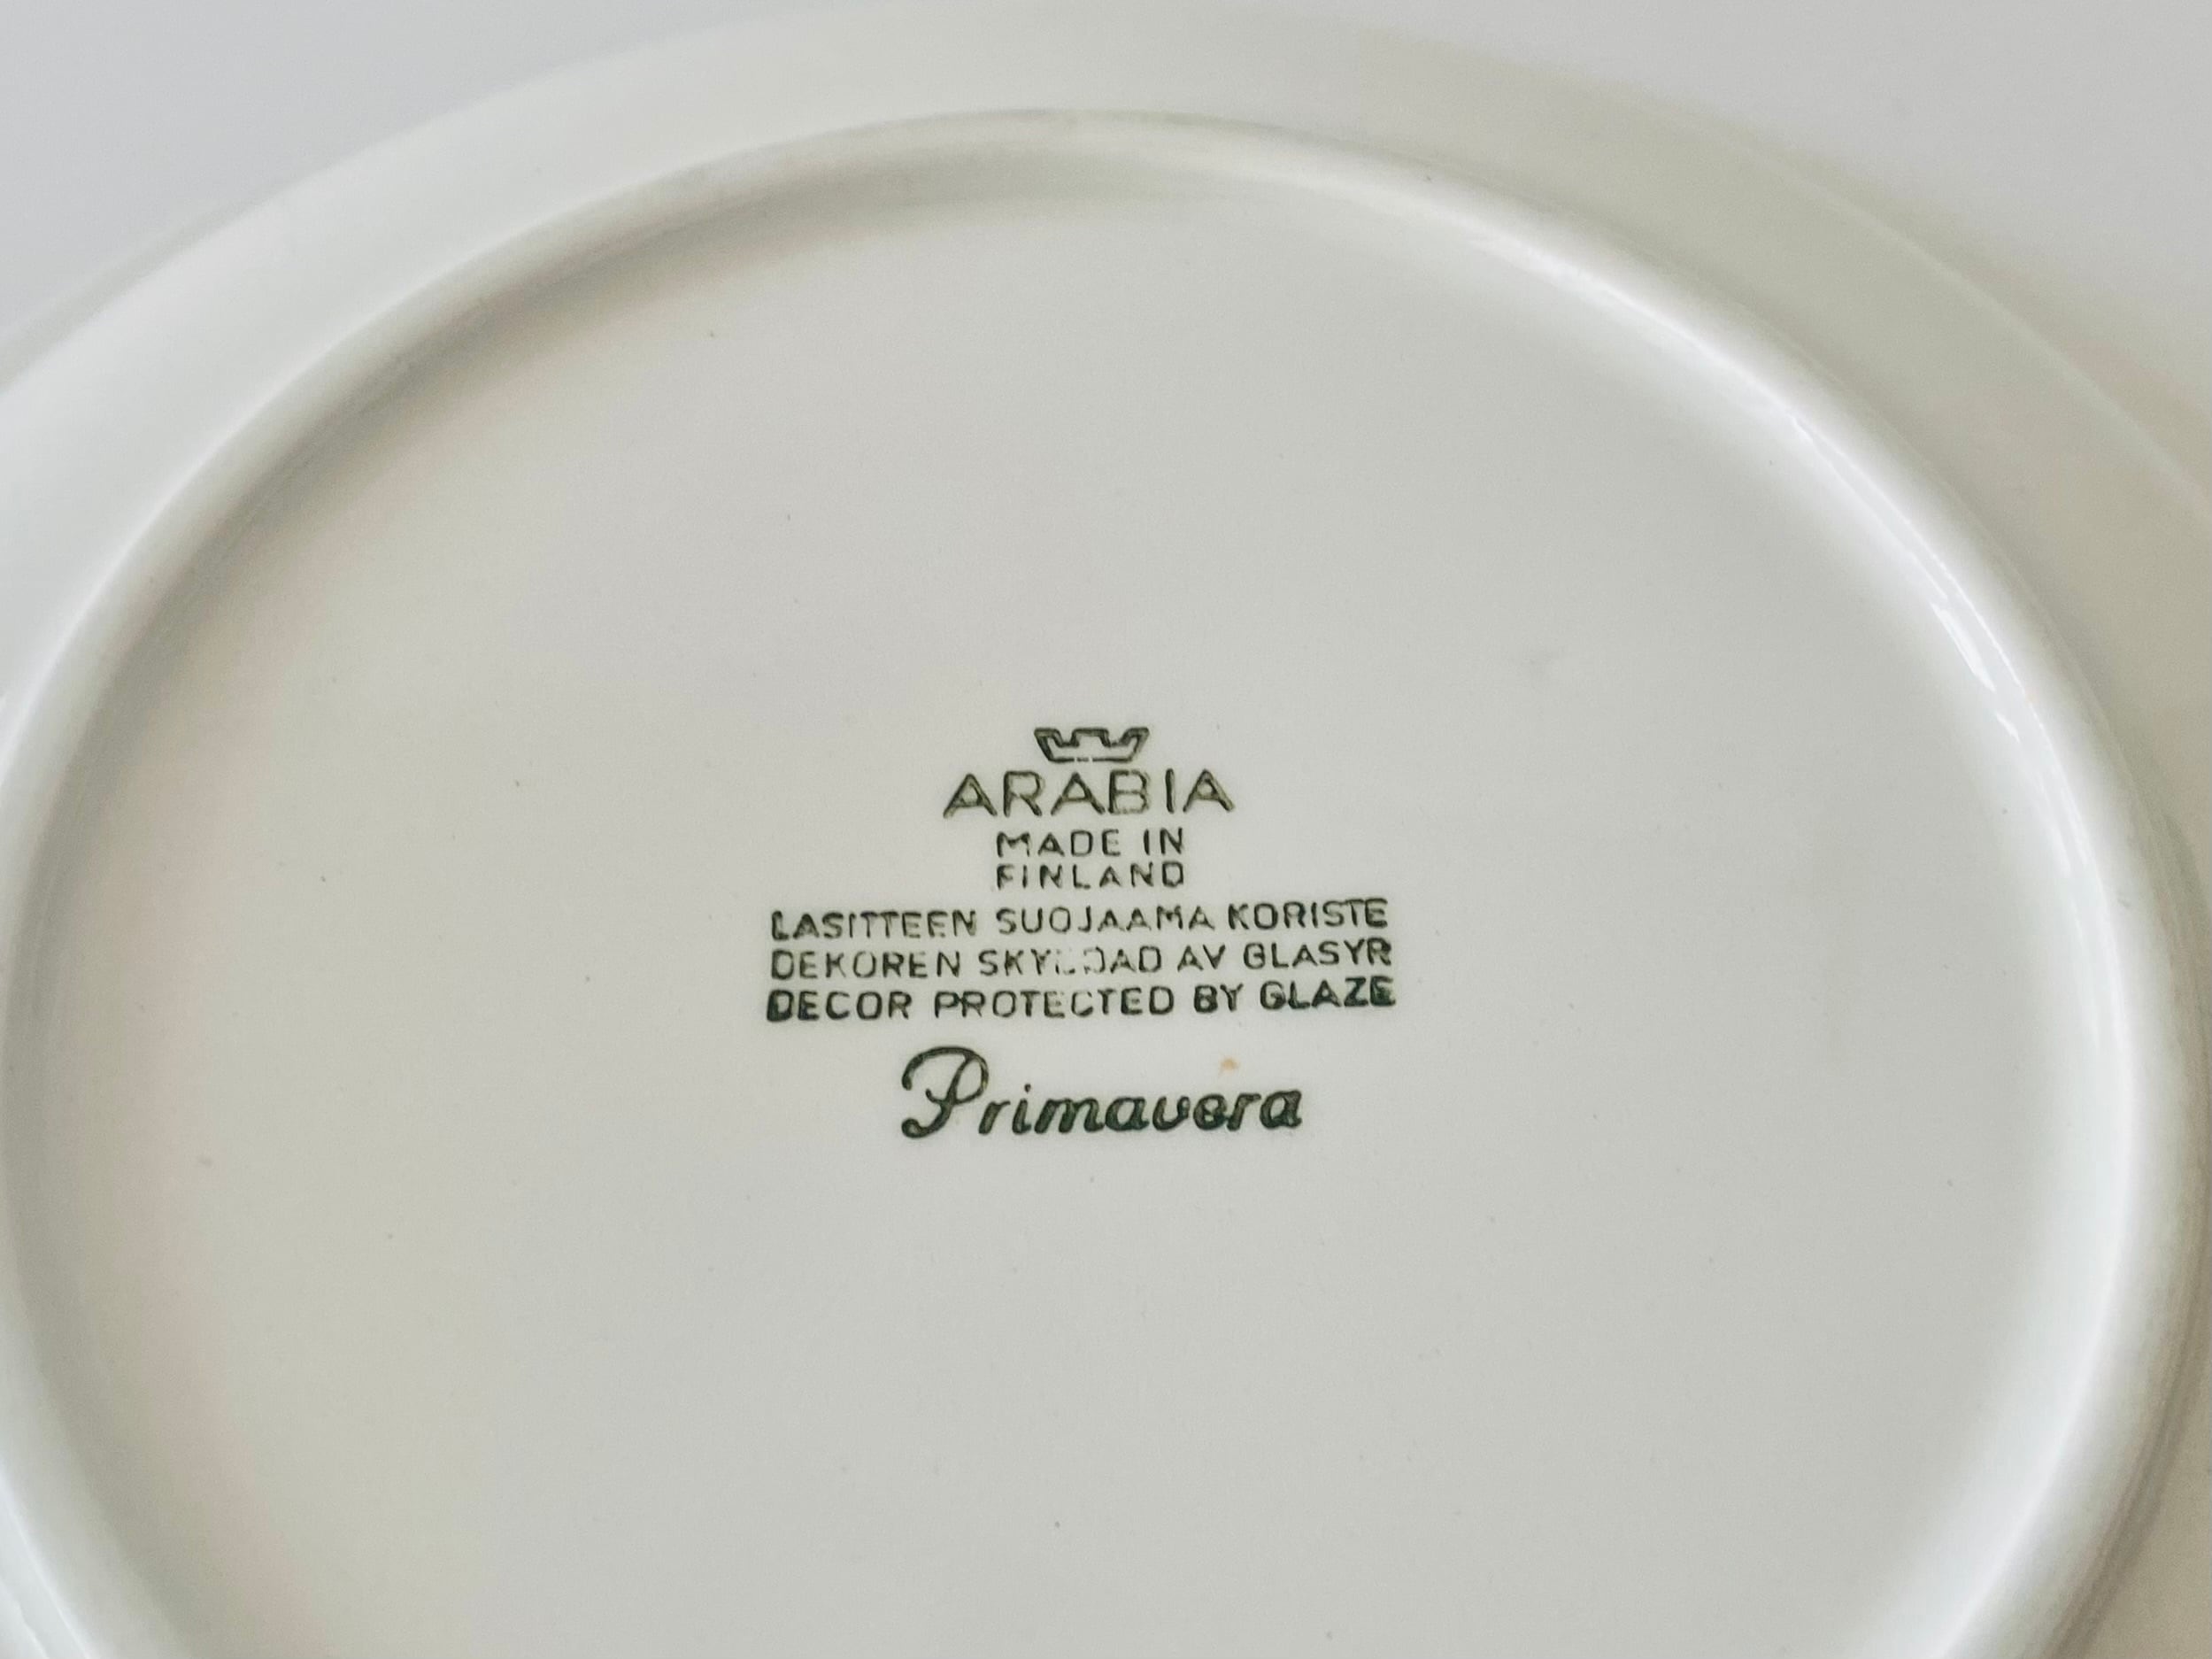 ARABIA
MADE IN
FINLAND
LASITTEEN SUOJAAMA KORISTE
DEKOREN SKYDDAD AV GLASYR
DECOR PROTECTED BY GLAZE
Primavera